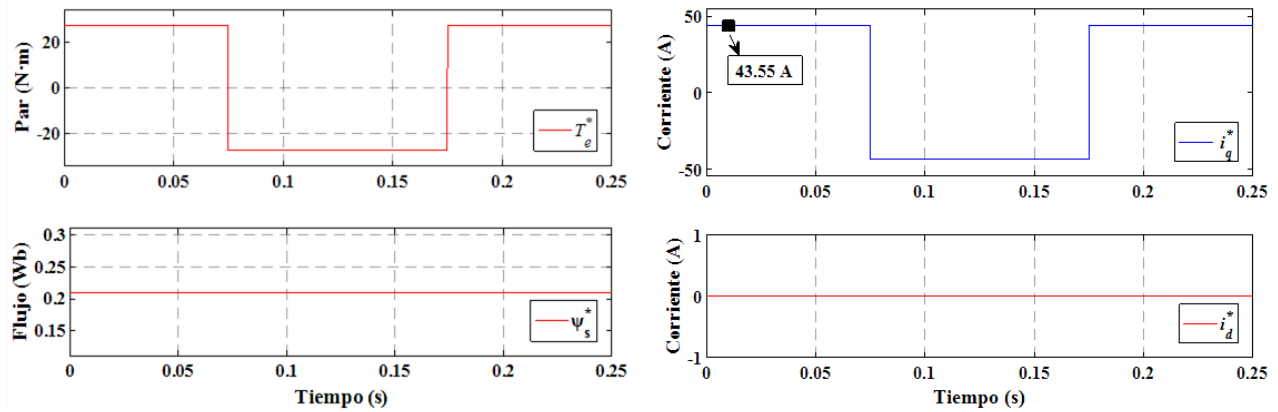 Par (N·m)
20
0
-20
T*e
0 0.05 0.1 0.15 0.2 0.25
Flujo (Wb)
0.3
0.25
0.2
0.15
ψ*s
0 0.05 0.1 0.15 0.2 0.25
Tiempo (s)
Corriente (A)
50
0
-50
43.55 A
i*q
0 0.05 0.1 0.15 0.2 0.25
Corriente (A)
1
0
-1
i*d
0 0.05 0.1 0.15 0.2 0.25
Tiempo (s)